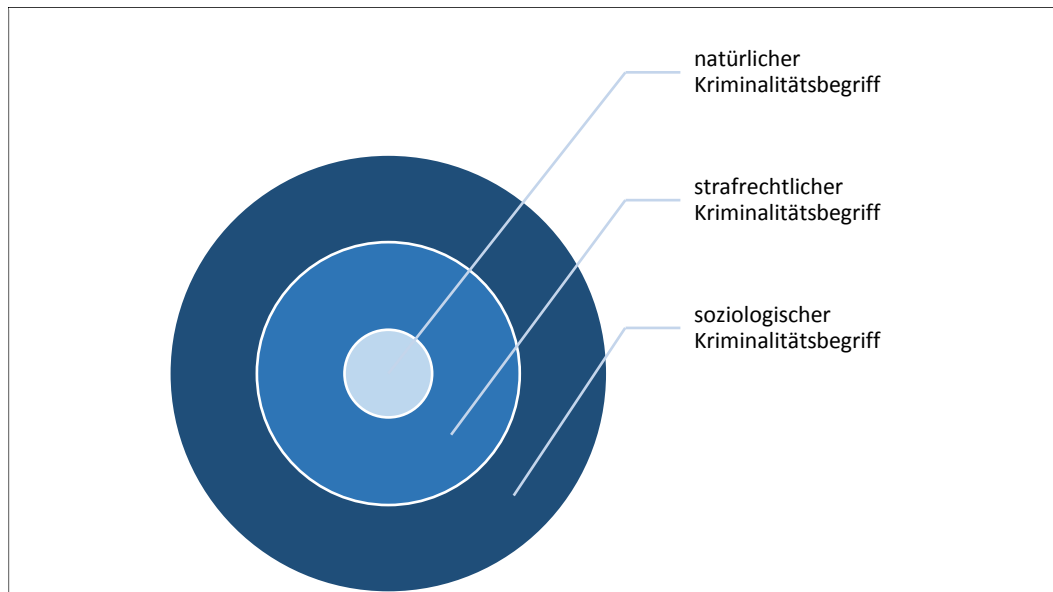 natürlicher
Kriminalitätsbegriff
strafrechtlicher
Kriminalitätsbegriff
soziologischer
Kriminalitätsbegriff